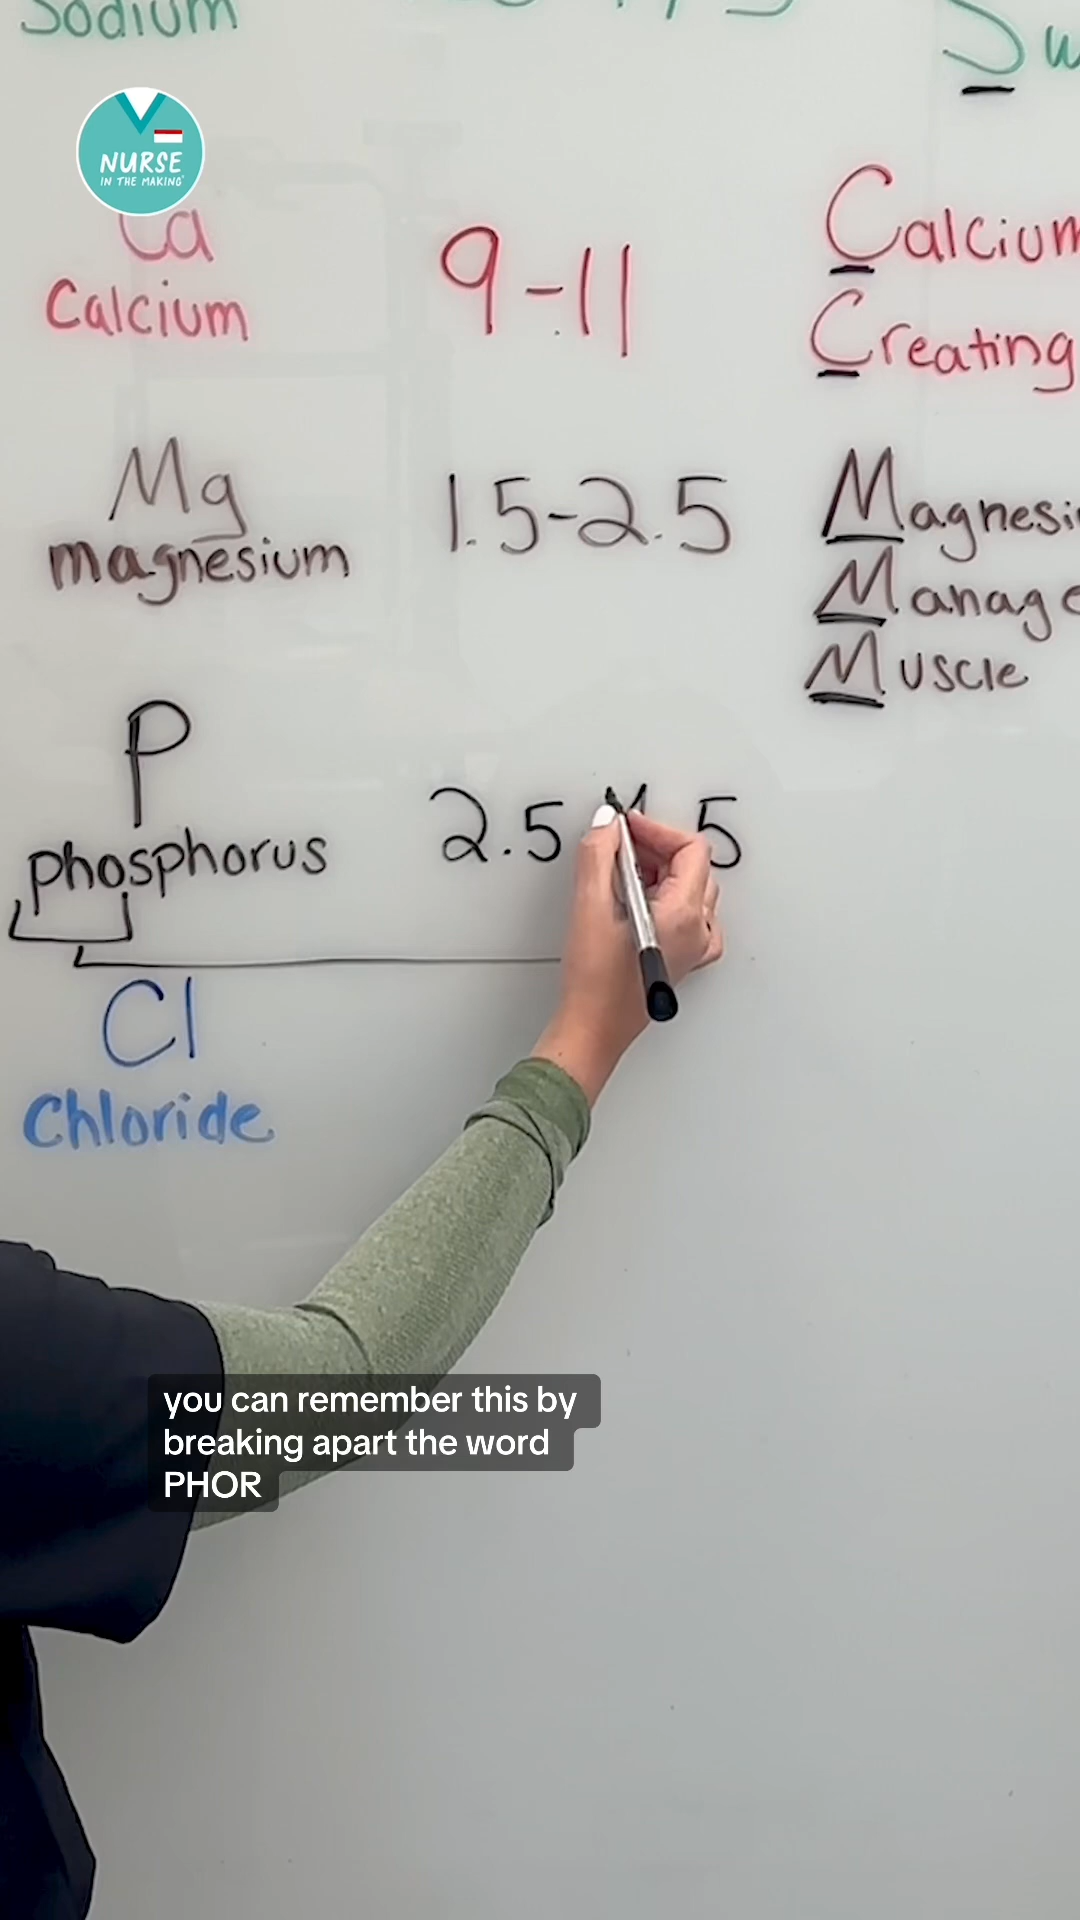 Sodium
Sw
NURSE
IN THE MAKING
Ca
Calcium
9-11
Calcium
Creating
Mg
magnesium
1.5-2.5
Magnesi
Manage
Muscle
P
phosphorus
2.5 4.5
Cl
Chloride
you can remember this by
breaking apart the word
PHOR